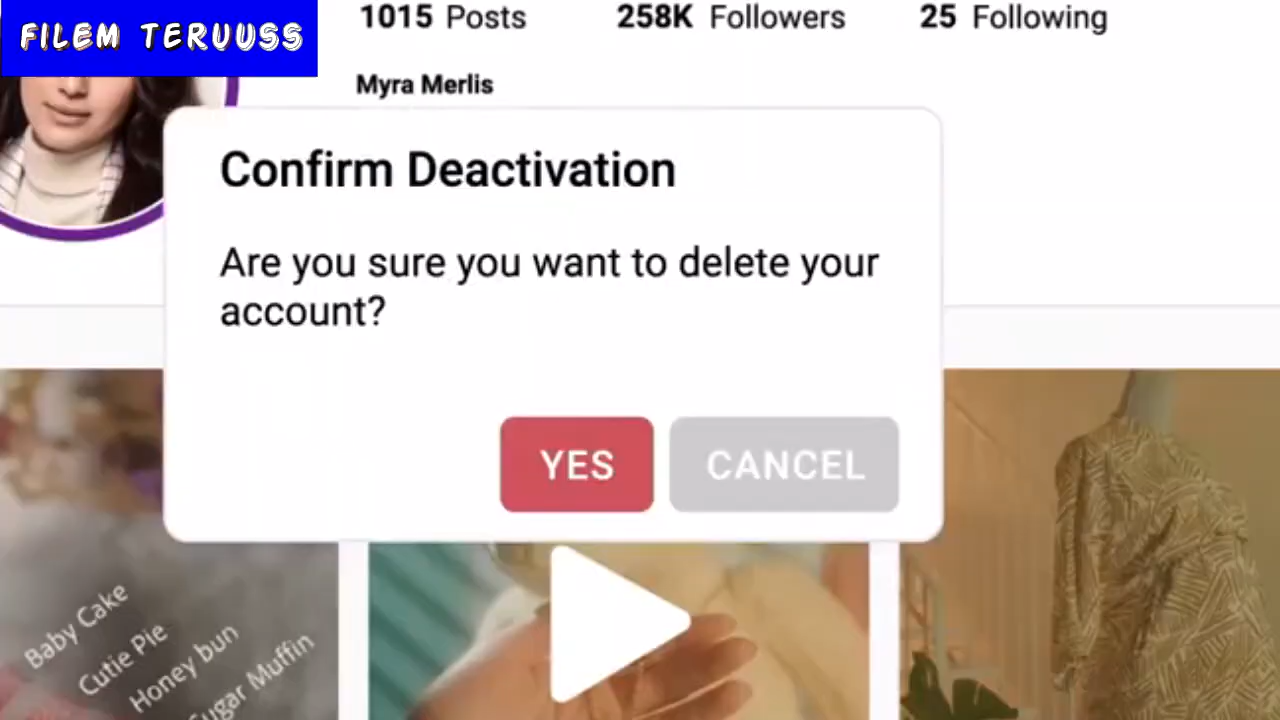 FILEM TERUUSS
1015 Posts 258K Followers 25 Following
Myra Merlis
Confirm Deactivation
Are you sure you want to delete your
account?
YES CANCEL
Baby Cake
Cutie Pie
Honey bun
Sugar Muffin